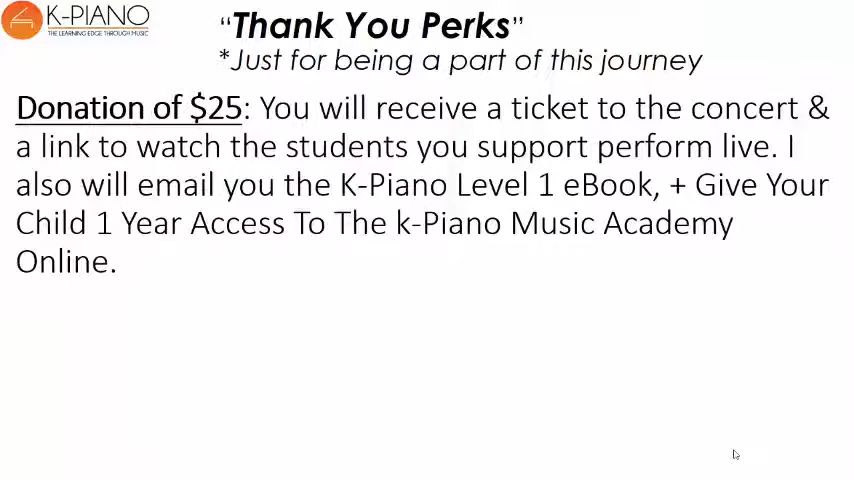 K-PIANO
THE LEARNING EDGE THROUGH MUSIC
“Thank You Perks”
*Just for being a part of this journey
Donation of $25: You will receive a ticket to the concert &
a link to watch the students you support perform live. I
also will email you the K-Piano Level 1 eBook, + Give Your
Child 1 Year Access To The k-Piano Music Academy
Online.